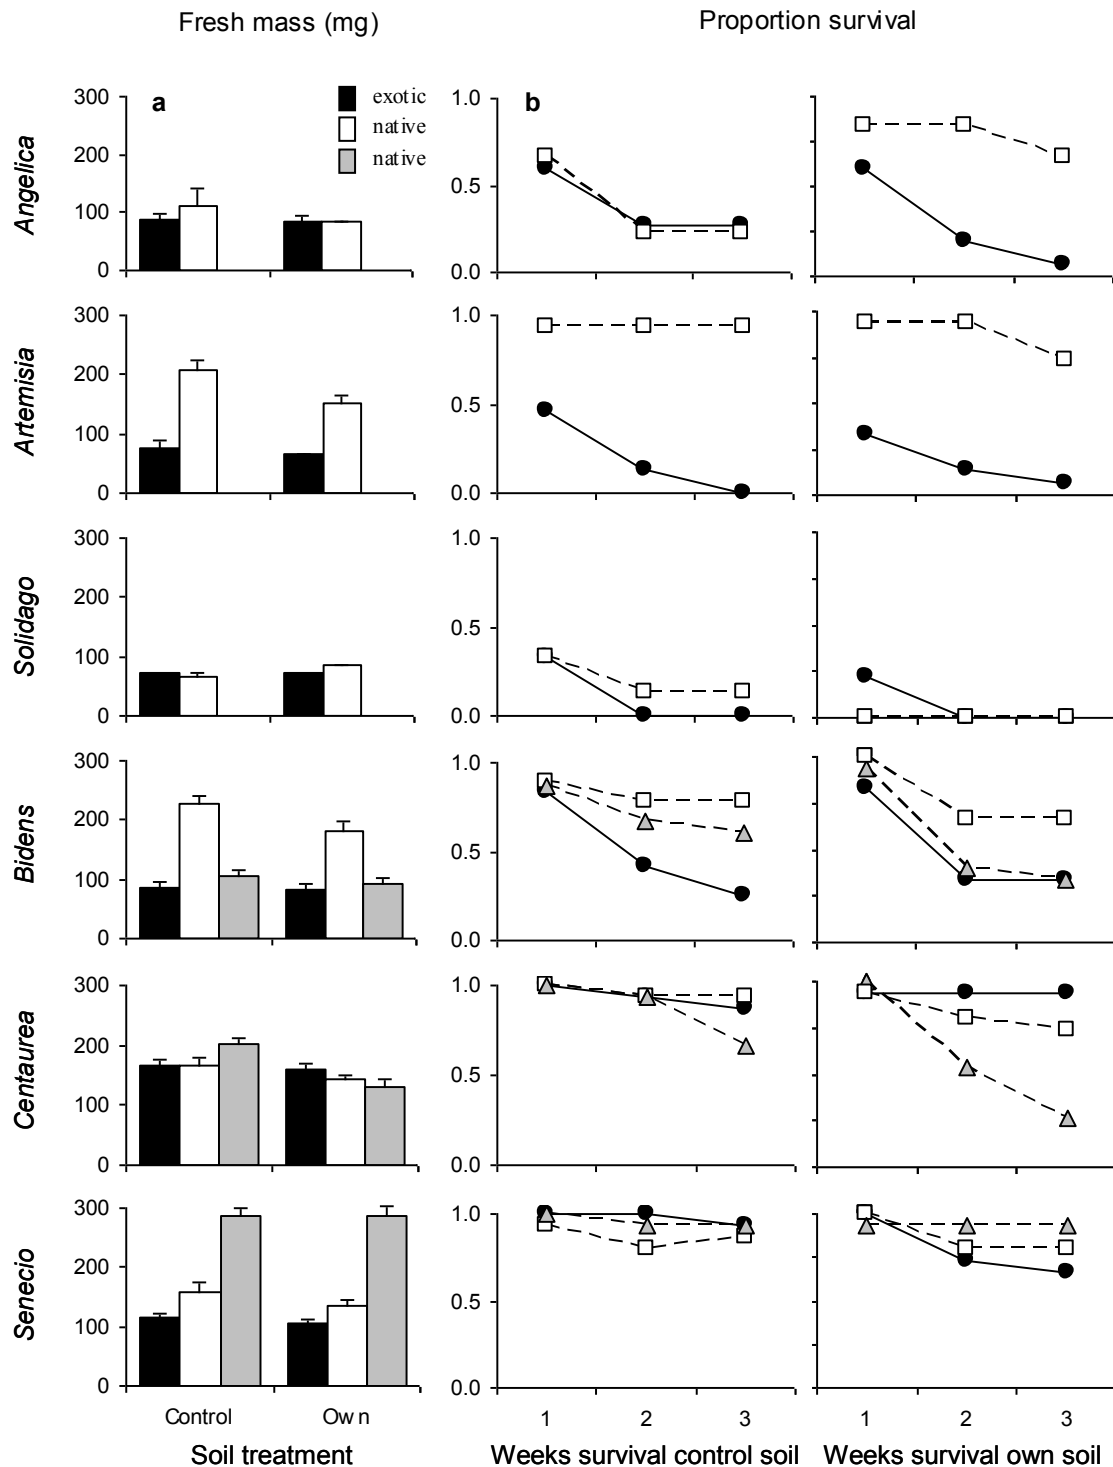 Fresh mass (mg)
Proportion survival
Angelica
300
200
100
0
a
exotic
native
native
1.0
0.5
0.0
b
Artemisia
300
200
100
0
1.0
0.5
0.0
Solidago
300
200
100
0
1.0
0.5
0.0
Bidens
300
200
100
0
1.0
0.5
0.0
Centaurea
300
200
100
0
1.0
0.5
0.0
Senecio
300
200
100
0
1.0
0.5
0.0
Control
Own
1
2
3
1
2
3
Soil treatment
Weeks survival control soil
Weeks survival own soil